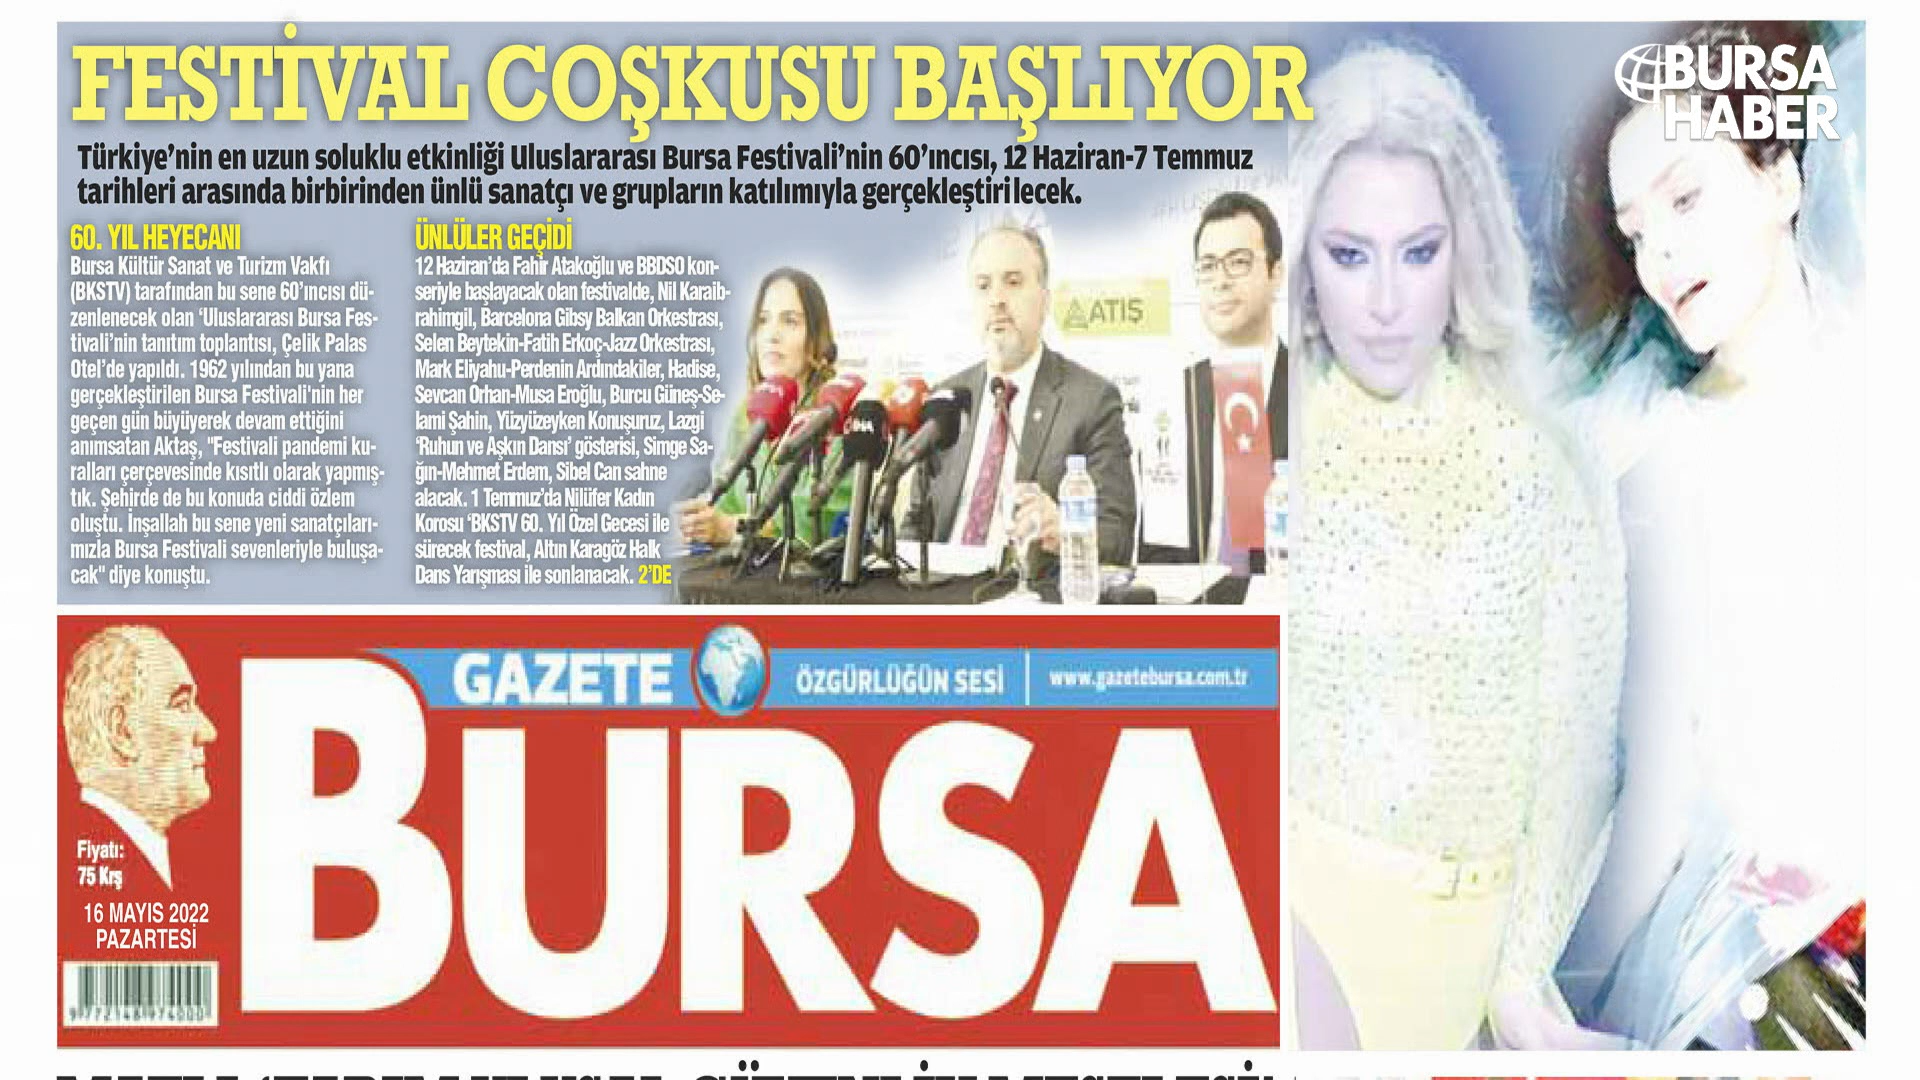 FESTİVAL COŞKUSU BAŞLIYOR
BURSA
HABER
Türkiye'nin en uzun soluklu etkinliği Uluslararası Bursa Festivali'nin 60'ıncısı, 12 Haziran-7 Temmuz
tarihleri arasında birbirinden ünlü sanatçı ve grupların katılımıyla gerçekleştirilecek.
60. YIL HEYECANI
Bursa Kültür Sanat ve Turizm Vakfı
(BKSTV) tarafından bu sene 60'ıncısı dü-
zenlenecek olan 'Uluslararası Bursa Fes-
tivali'nin tanıtım toplantısı, Çelik Palas
Otel'de yapıldı. 1962 yılından bu yana
gerçekleştirilen Bursa Festivali'nin her
geçen gün büyüyerek devam ettiğini
anımsatan Aktaş, "Festivali pandemi ku-
ralları çerçevesinde kısıtlı olarak yapmış-
tık. Şehirde de bu konuda ciddi özlem
oluştu. İnşallah bu sene yeni sanatçıları-
mızla Bursa Festivali sevenleriyle buluşa-
cak" diye konuştu.
ÜNLÜLER GEÇİDİ
12 Haziran'da Fahir Atakoğlu ve BBDSO kon-
seriyle başlayacak olan festivalde, Nil Karaib-
rahimgil, Barcelona Gibsy Balkan Orkestrası,
Selen Beytekin-Fatih Erkoç-Jazz Orkestrası,
Mark Eliyahu-Perdenin Ardındakiler, Hadise,
Sevcan Orhan-Musa Eroğlu, Burcu Güneş-Se-
lami Şahin, Yüzyüzeyken Konuşuruz, Lazgi
'Ruhun ve Aşkın Dansı' gösterisi, Simge Sa-
ğın-Mehmet Erdem, Sibel Can sahne
alacak. 1 Temmuz'da Nilüfer Kadın
Korosu 'BKSTV 60. Yıl Özel Gecesi ile
sürecek festival, Altın Karagöz Halk
Dans Yarışması ile sonlanacak. 2'DE
ATIŞ
İHA
GAZETE
ÖZGÜRLÜĞÜN SESİ
www.gazetebursa.com.tr
BURSA
Fiyatı:
75 Krş
16 MAYIS 2022
PAZARTESİ